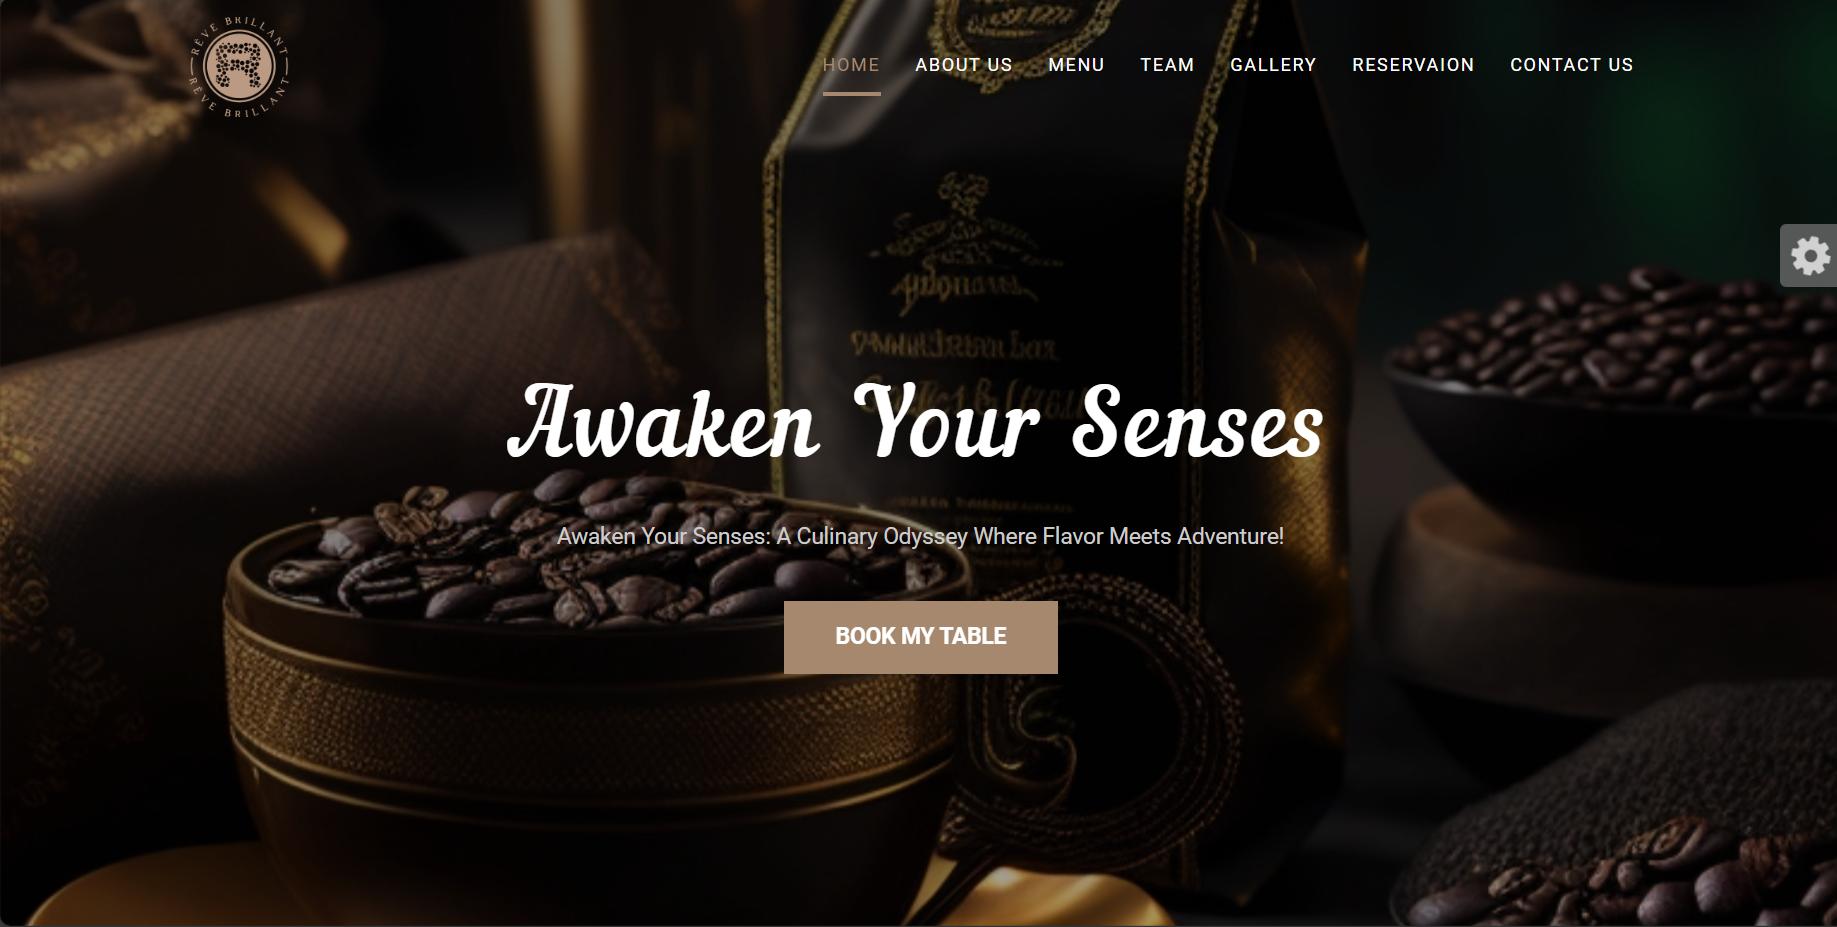 RÊVE BRILLANT
RÊVE BRILLANT
HOME ABOUT US MENU TEAM GALLERY RESERVAION CONTACT US
Awaken Your Senses
Awaken Your Senses: A Culinary Odyssey Where Flavor Meets Adventure!
BOOK MY TABLE